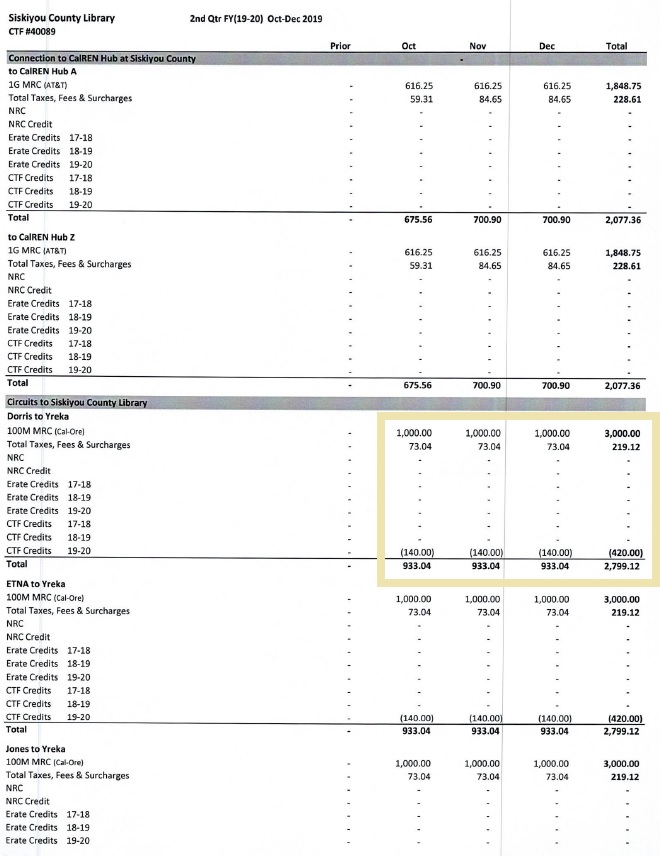 Siskiyou County Library 2nd Qtr FY(19-20) Oct-Dec 2019
CTF #40089
Prior Oct Nov Dec Total
Connection to CalREN Hub at Siskiyou County -
to CalREN Hub A
1G MRC (AT&T) - 616.25 616.25 616.25 1,848.75
Total Taxes, Fees & Surcharges - 59.31 84.65 84.65 228.61
NRC - - - - -
NRC Credit - - - - -
Erate Credits 17-18 - - - - -
Erate Credits 18-19 - - - - -
Erate Credits 19-20 - - - - -
CTF Credits 17-18 - - - - -
CTF Credits 18-19 - - - - -
CTF Credits 19-20 - - - - -
Total - 675.56 700.90 700.90 2,077.36
to CalREN Hub Z
1G MRC (AT&T) - 616.25 616.25 616.25 1,848.75
Total Taxes, Fees & Surcharges - 59.31 84.65 84.65 228.61
NRC - - - - -
NRC Credit - - - - -
Erate Credits 17-18 - - - - -
Erate Credits 18-19 - - - - -
Erate Credits 19-20 - - - - -
CTF Credits 17-18 - - - - -
CTF Credits 18-19 - - - - -
CTF Credits 19-20 - - - - -
Total - 675.56 700.90 700.90 2,077.36
Circuits to Siskiyou County Library
Dorris to Yreka
100M MRC (Cal-Ore) - 1,000.00 1,000.00 1,000.00 3,000.00
Total Taxes, Fees & Surcharges - 73.04 73.04 73.04 219.12
NRC - - - - -
NRC Credit - - - - -
Erate Credits 17-18 - - - - -
Erate Credits 18-19 - - - - -
Erate Credits 19-20 - - - - -
CTF Credits 17-18 - - - - -
CTF Credits 18-19 - - - - -
CTF Credits 19-20 - (140.00) (140.00) (140.00) (420.00)
Total - 933.04 933.04 933.04 2,799.12
ETNA to Yreka
100M MRC (Cal-Ore) - 1,000.00 1,000.00 1,000.00 3,000.00
Total Taxes, Fees & Surcharges - 73.04 73.04 73.04 219.12
NRC - - - - -
NRC Credit - - - - -
Erate Credits 17-18 - - - - -
Erate Credits 18-19 - - - - -
Erate Credits 19-20 - - - - -
CTF Credits 17-18 - - - - -
CTF Credits 18-19 - - - - -
CTF Credits 19-20 - (140.00) (140.00) (140.00) (420.00)
Total - 933.04 933.04 933.04 2,799.12
Jones to Yreka
100M MRC (Cal-Ore) - 1,000.00 1,000.00 1,000.00 3,000.00
Total Taxes, Fees & Surcharges - 73.04 73.04 73.04 219.12
NRC - - - - -
NRC Credit - - - - -
Erate Credits 17-18 - - - - -
Erate Credits 18-19 - - - - -
Erate Credits 19-20 - - - - -